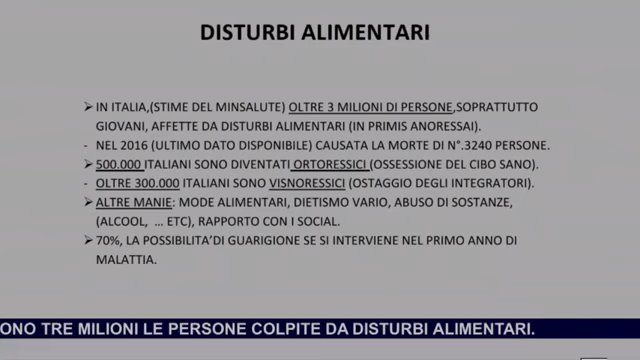 DISTURBI ALIMENTARI
➢ IN ITALIA,(STIME DEL MINSALUTE) OLTRE 3 MILIONI DI PERSONE,SOPRATTUTTO
GIOVANI, AFFETTE DA DISTURBI ALIMENTARI (IN PRIMIS ANORESSAI).
- NEL 2016 (ULTIMO DATO DISPONIBILE) CAUSATA LA MORTE DI N°.3240 PERSONE.
➢ 500.000 ITALIANI SONO DIVENTATI ORTORESSICI (OSSESSIONE DEL CIBO SANO).
- OLTRE 300.000 ITALIANI SONO VISNORESSICI (OSTAGGIO DEGLI INTEGRATORI).
➢ ALTRE MANIE: MODE ALIMENTARI, DIETISMO VARIO, ABUSO DI SOSTANZE,
(ALCOOL, ... ETC), RAPPORTO CON I SOCIAL.
➢ 70%, LA POSSIBILITA'DI GUARIGIONE SE SI INTERVIENE NEL PRIMO ANNO DI
MALATTIA.
ONO TRE MILIONI LE PERSONE COLPITE DA DISTURBI ALIMENTARI.